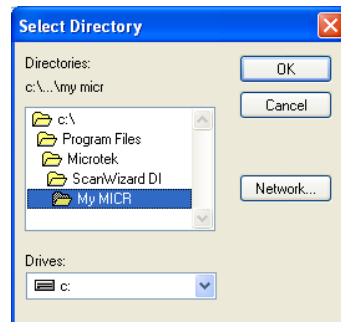 Select Directory
Directories:
c:\...\my micr
c:\
Program Files
Microtek
ScanWizard DI
My MICR
Drives:
c:
OK
Cancel
Network...